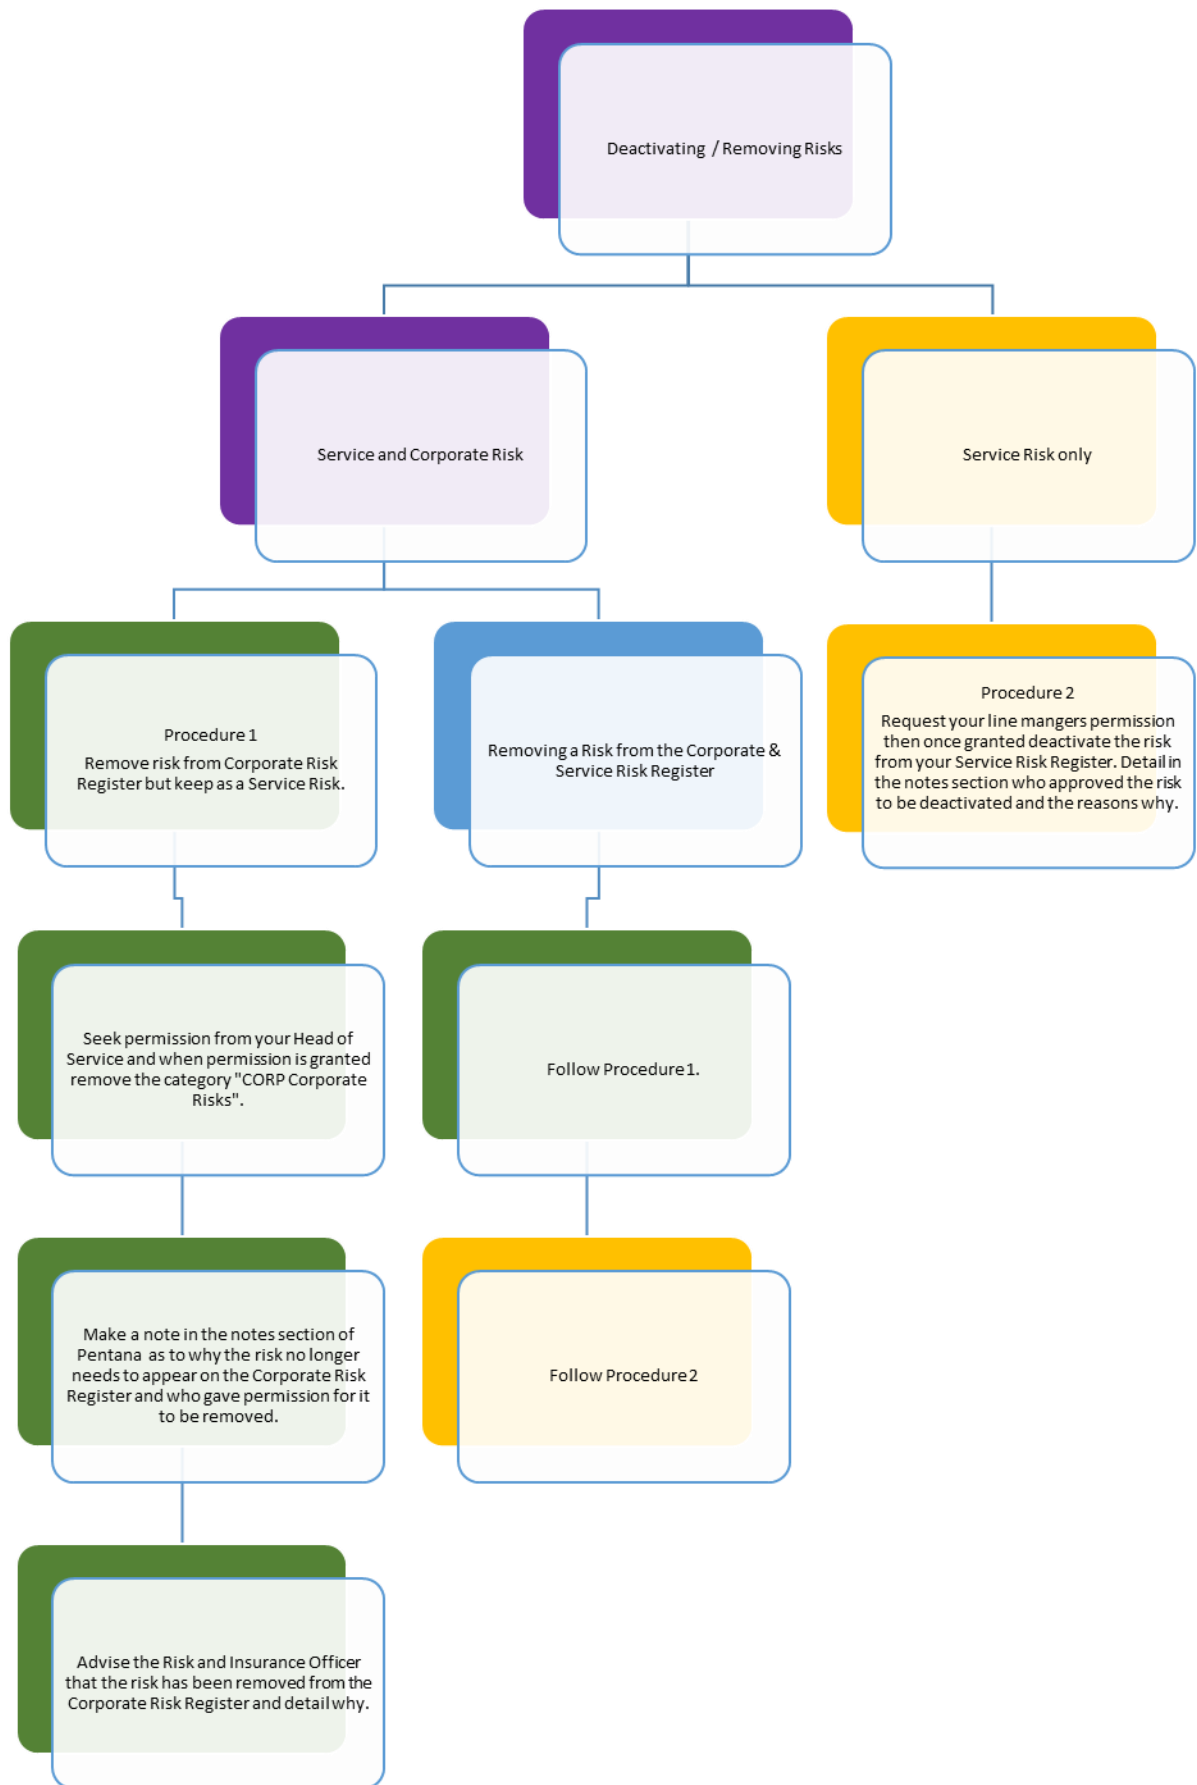 Deactivating / Removing Risks
Service and Corporate Risk
Service Risk only
Procedure 1
Remove risk from Corporate Risk
Register but keep as a Service Risk.
Removing a Risk from the Corporate &
Service Risk Register
Procedure 2
Request your line mangers permission
then once granted deactivate the risk
from your Service Risk Register. Detail in
the notes section who approved the risk
to be deactivated and the reasons why.
Seek permission from your Head of
Service and when permission is granted
remove the category "CORP Corporate
Risks".
Follow Procedure 1.
Make a note in the notes section of
Pentana as to why the risk no longer
needs to appear on the Corporate Risk
Register and who gave permission for it
to be removed.
Follow Procedure 2
Advise the Risk and Insurance Officer
that the risk has been removed from the
Corporate Risk Register and detail why.